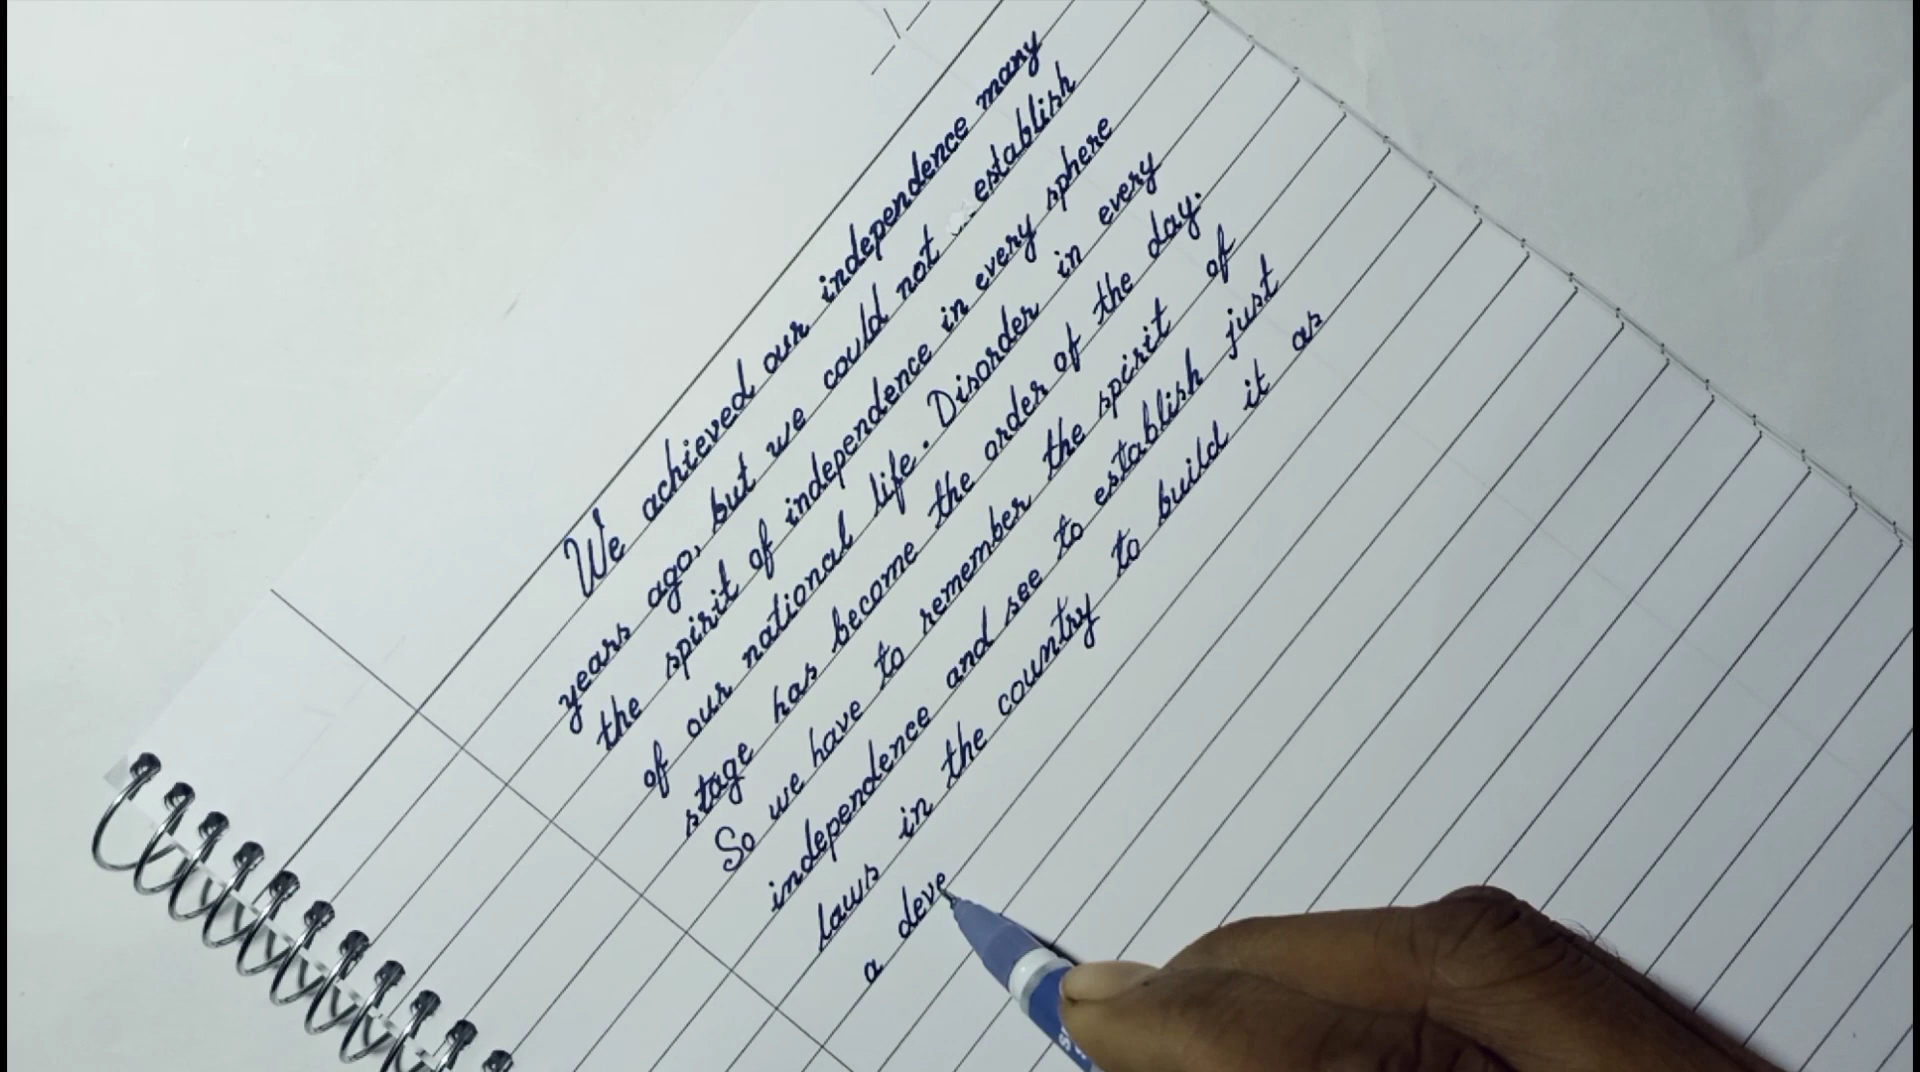 We achieved our independence many
years ago, but we could not establish
the spirit of independence in every sphere
of our national life. Disorder in every
stage has become the order of the day.
So we have to remember the spirit of
independence and see to establish just
laws in the country to build it as
a deve